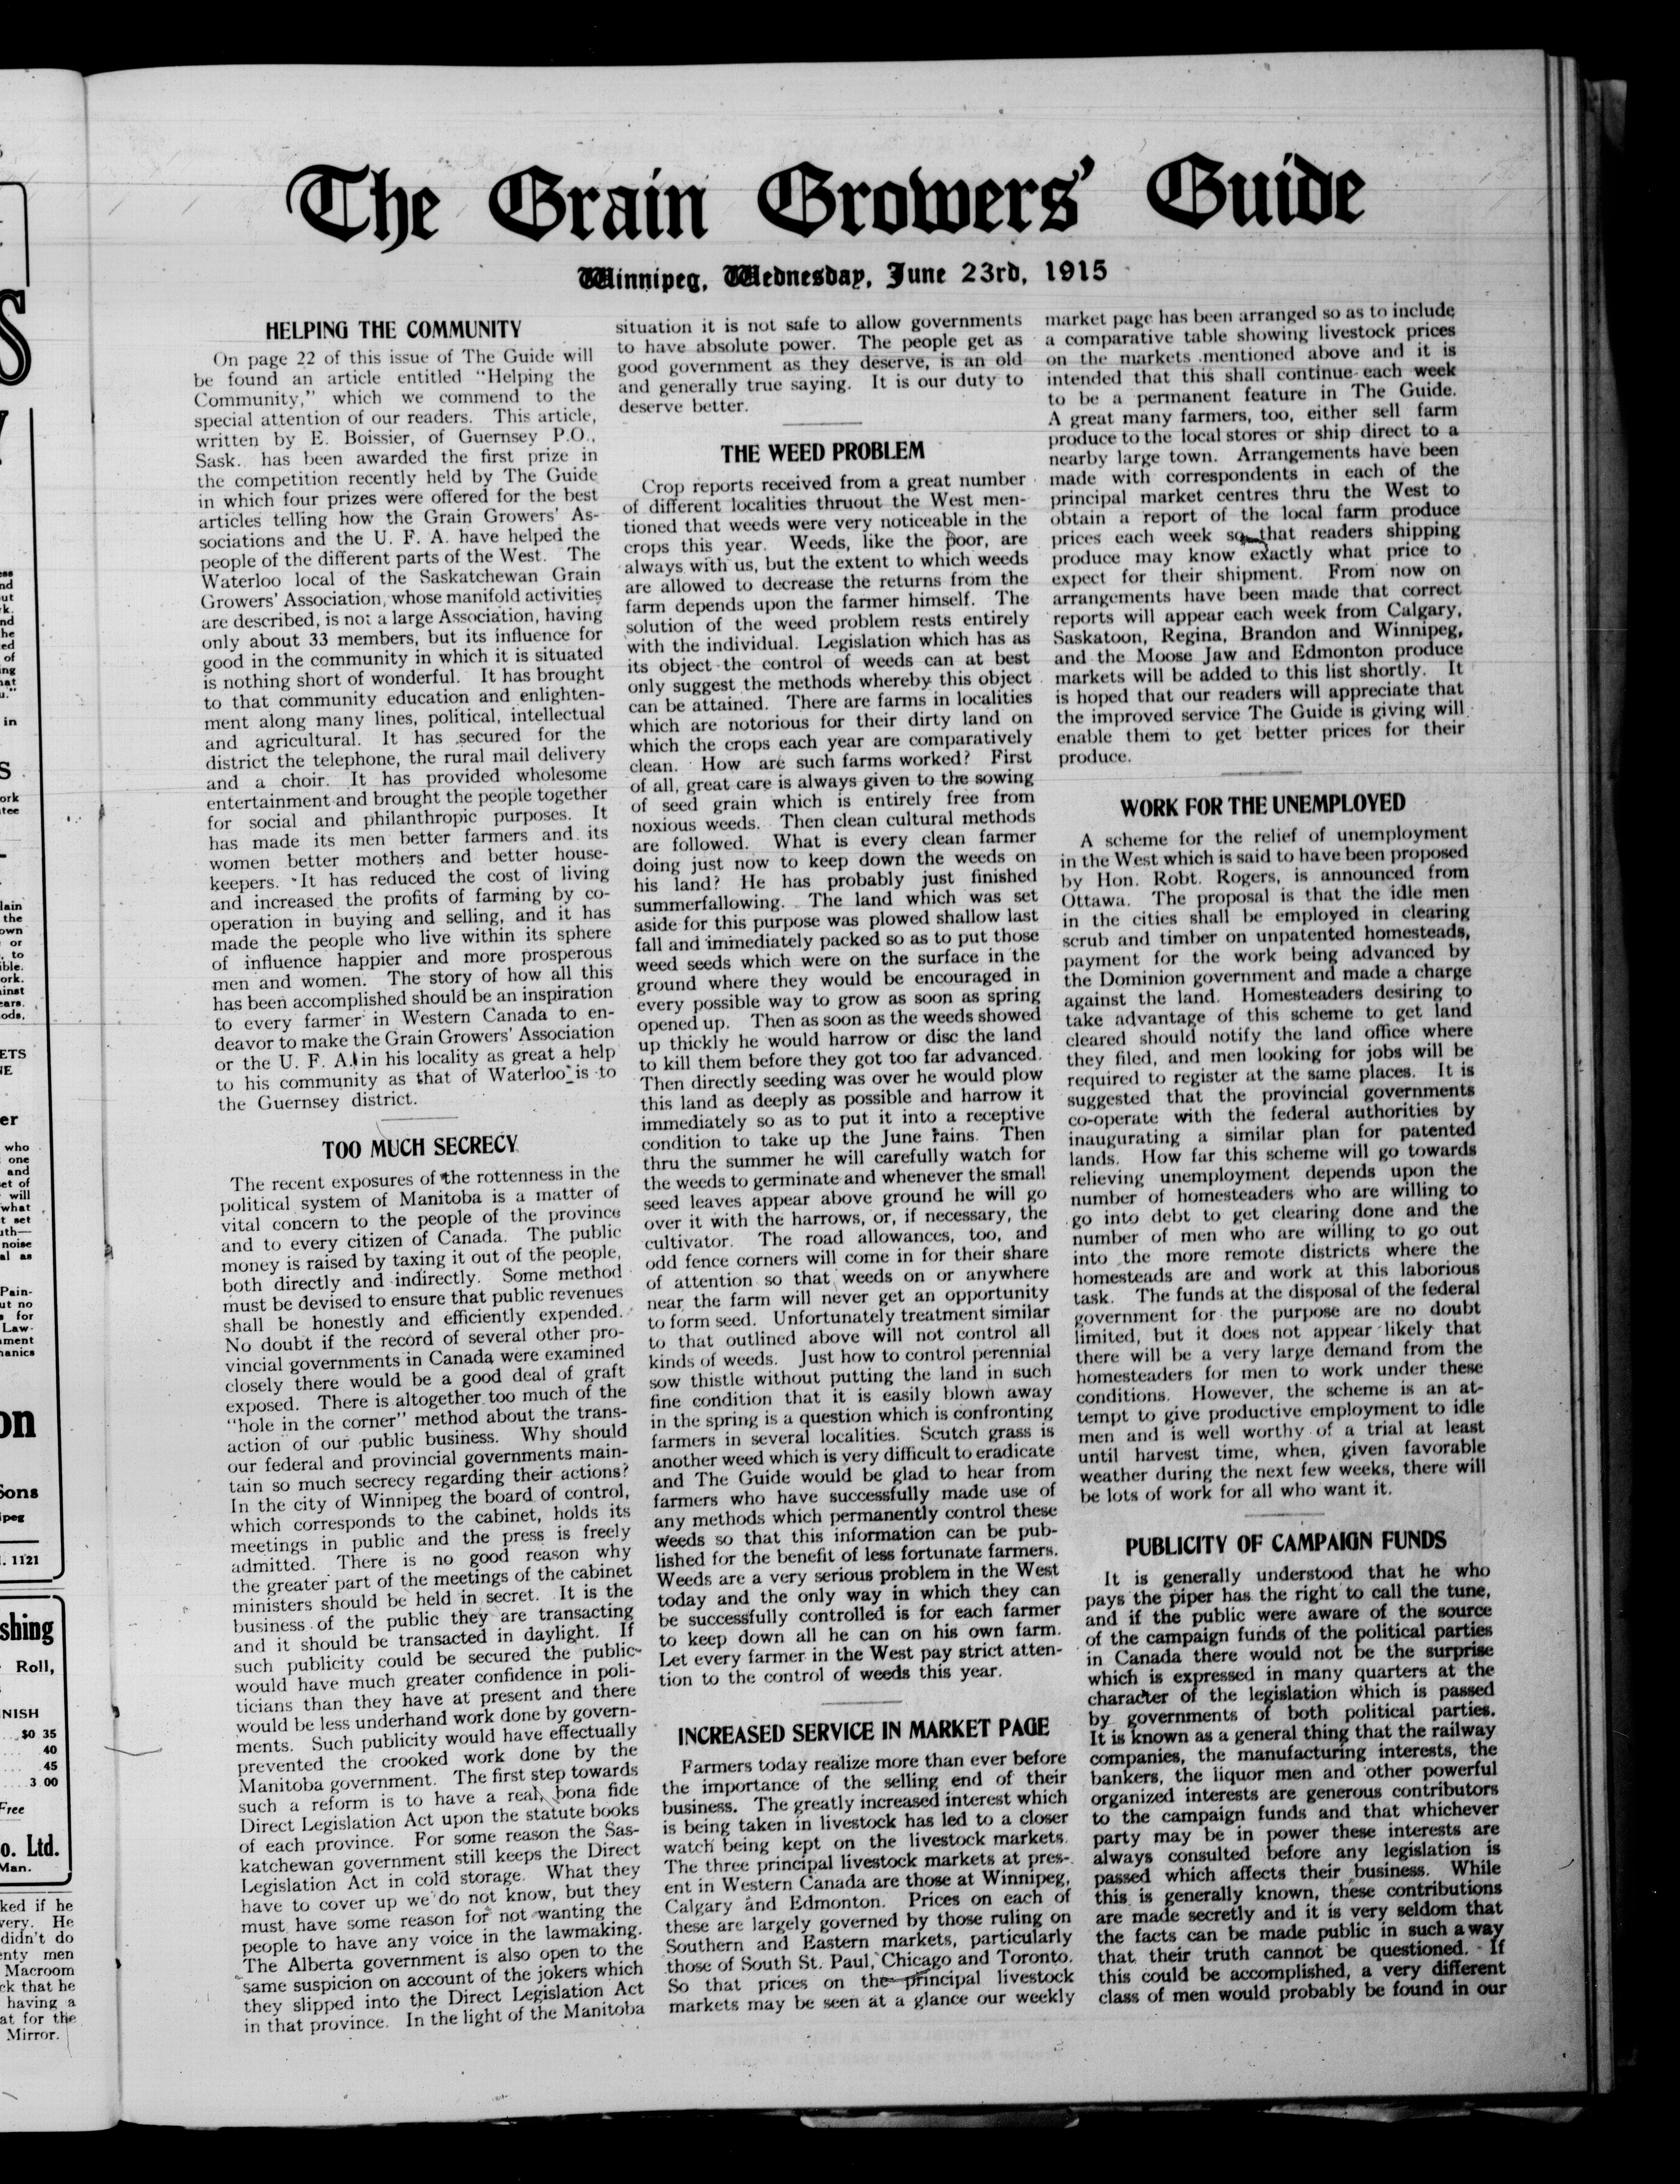 The Grain Growers' Guide
Winnipeg, Wednesday, June 23rd, 1915
HELPING THE COMMUNITY
On page 22 of this issue of The Guide will
be found an article entitled "Helping the
Community," which we commend to the
special attention of our readers. This article,
written by E. Boissier, of Guernsey P.O.,
Sask. has been awarded the first prize in
the competition recently held by The Guide
in which four prizes were offered for the best
articles telling how the Grain Growers' As-
sociations and the U. F. A. have helped the
people of the different parts of the West. The
Waterloo local of the Saskatchewan Grain
Growers' Association, whose manifold activities
are described, is not a large Association, having
only about 33 members, but its influence for
good in the community in which it is situated
is nothing short of wonderful. It has brought
to that community education and enlighten-
ment along many lines, political, intellectual
and agricultural. It has secured for the
district the telephone, the rural mail delivery
and a choir. It has provided wholesome
entertainment and brought the people together
for social and philanthropic purposes. It
has made its men better farmers and its
women better mothers and better house-
keepers. It has reduced the cost of living
and increased the profits of farming by co-
operation in buying and selling, and it has
made the people who live within its sphere
of influence happier and more prosperous
men and women. The story of how all this
has been accomplished should be an inspiration
to every farmer in Western Canada to en-
deavor to make the Grain Growers' Association
or the U. F. A. in his locality as great a help
to his community as that of Waterloo is to
the Guernsey district.
TOO MUCH SECRECY
The recent exposures of the rottenness in the
political system of Manitoba is a matter of
vital concern to the people of the province
and to every citizen of Canada. The public
money is raised by taxing it out of the people,
both directly and indirectly. Some method
must be devised to ensure that public revenues
shall be honestly and efficiently expended.
No doubt if the record of several other pro-
vincial governments in Canada were examined
closely there would be a good deal of graft
exposed. There is altogether too much of the
"hole in the corner" method about the trans-
action of our public business. Why should
our federal and provincial governments main-
tain so much secrecy regarding their actions?
In the city of Winnipeg the board of control,
which corresponds to the cabinet, holds its
meetings in public and the press is freely
admitted. There is no good reason why
the greater part of the meetings of the cabinet
ministers should be held in secret. It is the
business of the public they are transacting
and it should be transacted in daylight. If
such publicity could be secured the public
would have much greater confidence in poli-
ticians than they have at present and there
would be less underhand work done by govern-
ments. Such publicity would have effectually
prevented the crooked work done by the
Manitoba government. The first step towards
such a reform is to have a real, bona fide
Direct Legislation Act upon the statute books
of each province. For some reason the Sas-
katchewan government still keeps the Direct
Legislation Act in cold storage. What they
have to cover up we do not know, but they
must have some reason for not wanting the
people to have any voice in the lawmaking.
The Alberta government is also open to the
same suspicion on account of the jokers which
they slipped into the Direct Legislation Act
in that province. In the light of the Manitoba
situation it is not safe to allow governments
to have absolute power. The people get as
good government as they deserve, is an old
and generally true saying. It is our duty to
deserve better.
THE WEED PROBLEM
Crop reports received from a great number
of different localities thruout the West men-
tioned that weeds were very noticeable in the
crops this year. Weeds, like the poor, are
always with us, but the extent to which weeds
are allowed to decrease the returns from the
farm depends upon the farmer himself. The
solution of the weed problem rests entirely
with the individual. Legislation which has as
its object the control of weeds can at best
only suggest the methods whereby this object
can be attained. There are farms in localities
which are notorious for their dirty land on
which the crops each year are comparatively
clean. How are such farms worked? First
of all, great care is always given to the sowing
of seed grain which is entirely free from
noxious weeds. Then clean cultural methods
are followed. What is every clean farmer
doing just now to keep down the weeds on
his land? He has probably just finished
summerfallowing. The land which was set
aside for this purpose was plowed shallow last
fall and immediately packed so as to put those
weed seeds which were on the surface in the
ground where they would be encouraged in
every possible way to grow as soon as spring
opened up. Then as soon as the weeds showed
up thickly he would harrow or disc the land
to kill them before they got too far advanced.
Then directly seeding was over he would plow
this land as deeply as possible and harrow it
immediately so as to put it into a receptive
condition to take up the June rains. Then
thru the summer he will carefully watch for
the weeds to germinate and whenever the small
seed leaves appear above ground he will go
over it with the harrows, or, if necessary, the
cultivator. The road allowances, too, and
odd fence corners will come in for their share
of attention so that weeds on or anywhere
near the farm will never get an opportunity
to form seed. Unfortunately treatment similar
to that outlined above will not control all
kinds of weeds. Just how to control perennial
sow thistle without putting the land in such
fine condition that it is easily blown away
in the spring is a question which is confronting
farmers in several localities. Scutch grass is
another weed which is very difficult to eradicate
and The Guide would be glad to hear from
farmers who have successfully made use of
any methods which permanently control these
weeds so that this information can be pub-
lished for the benefit of less fortunate farmers.
Weeds are a very serious problem in the West
today and the only way in which they can
be successfully controlled is for each farmer
to keep down all he can on his own farm.
Let every farmer in the West pay strict atten-
tion to the control of weeds this year.
INCREASED SERVICE IN MARKET PAGE
Farmers today realize more than ever before
the importance of the selling end of their
business. The greatly increased interest which
is being taken in livestock has led to a closer
watch being kept on the livestock markets.
The three principal livestock markets at pres-
ent in Western Canada are those at Winnipeg,
Calgary and Edmonton. Prices on each of
these are largely governed by those ruling on
Southern and Eastern markets, particularly
those of South St. Paul, Chicago and Toronto.
So that prices on the principal livestock
markets may be seen at a glance our weekly
market page has been arranged so as to include
a comparative table showing livestock prices
on the markets mentioned above and it is
intended that this shall continue each week
to be a permanent feature in The Guide.
A great many farmers, too, either sell farm
produce to the local stores or ship direct to a
nearby large town. Arrangements have been
made with correspondents in each of the
principal market centres thru the West to
obtain a report of the local farm produce
prices each week so that readers shipping
produce may know exactly what price to
expect for their shipment. From now on
arrangements have been made that correct
reports will appear each week from Calgary,
Saskatoon, Regina, Brandon and Winnipeg,
and the Moose Jaw and Edmonton produce
markets will be added to this list shortly. It
is hoped that our readers will appreciate that
the improved service The Guide is giving will
enable them to get better prices for their
produce.
WORK FOR THE UNEMPLOYED
A scheme for the relief of unemployment
in the West which is said to have been proposed
by Hon. Robt. Rogers, is announced from
Ottawa. The proposal is that the idle men
in the cities shall be employed in clearing
scrub and timber on unpatented homesteads,
payment for the work being advanced by
the Dominion government and made a charge
against the land. Homesteaders desiring to
take advantage of this scheme to get land
cleared should notify the land office where
they filed, and men looking for jobs will be
required to register at the same places. It is
suggested that the provincial governments
co-operate with the federal authorities by
inaugurating a similar plan for patented
lands. How far this scheme will go towards
relieving unemployment depends upon the
number of homesteaders who are willing to
go into debt to get clearing done and the
number of men who are willing to go out
into the more remote districts where the
homesteads are and work at this laborious
task. The funds at the disposal of the federal
government for the purpose are no doubt
limited, but it does not appear likely that
there will be a very large demand from the
homesteaders for men to work under these
conditions. However, the scheme is an at-
tempt to give productive employment to idle
men and is well worthy of a trial at least
until harvest time, when, given favorable
weather during the next few weeks, there will
be lots of work for all who want it.
PUBLICITY OF CAMPAIGN FUNDS
It is generally understood that he who
pays the piper has the right to call the tune,
and if the public were aware of the source
of the campaign funds of the political parties
in Canada there would not be the surprise
which is expressed in many quarters at the
character of the legislation which is passed
by governments of both political parties.
It is known as a general thing that the railway
companies, the manufacturing interests, the
bankers, the liquor men and other powerful
organized interests are generous contributors
to the campaign funds and that whichever
party may be in power these interests are
always consulted before any legislation is
passed which affects their business. While
this is generally known, these contributions
are made secretly and it is very seldom that
the facts can be made public in such a way
that their truth cannot be questioned. If
this could be accomplished, a very different
class of men would probably be found in our